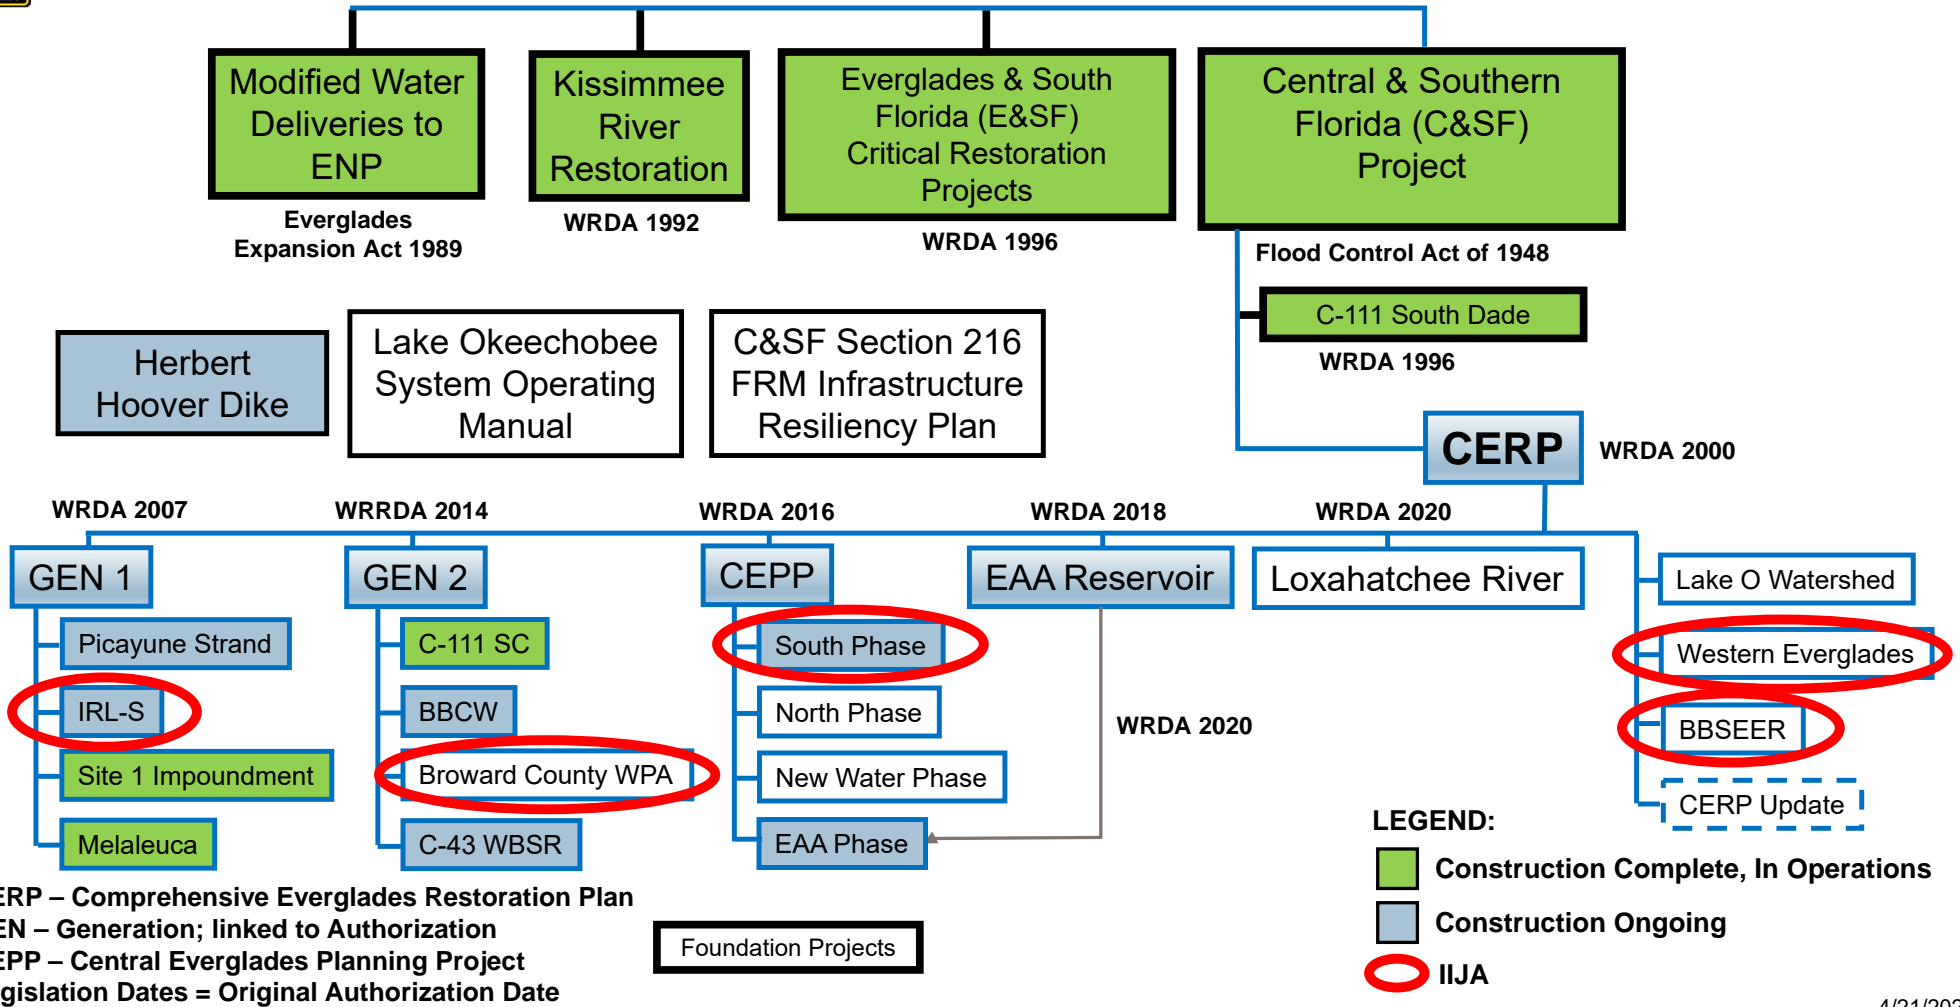 Modified Water
Deliveries to
ENP
Everglades
Expansion Act 1989
Kissimmee
River
Restoration
WRDA 1992
Everglades & South
Florida (E&SF)
Critical Restoration
Projects
WRDA 1996
Central & Southern
Florida (C&SF)
Project
Flood Control Act of 1948
C-111 South Dade
WRDA 1996
Herbert
Hoover Dike
Lake Okeechobee
System Operating
Manual
C&SF Section 216
FRM Infrastructure
Resiliency Plan
CERP
WRDA 2000
WRDA 2007
GEN 1
Picayune Strand
IRL-S
Site 1 Impoundment
Melaleuca
WRRDA 2014
GEN 2
C-111 SC
BBCW
Broward County WPA
C-43 WBSR
WRDA 2016
CEPP
South Phase
North Phase
New Water Phase
EAA Phase
WRDA 2018
EAA Reservoir
WRDA 2020
WRDA 2020
Loxahatchee River
Lake O Watershed
Western Everglades
BBSEER
CERP Update
ERP – Comprehensive Everglades Restoration Plan
EN – Generation; linked to Authorization
EPP – Central Everglades Planning Project
gislation Dates = Original Authorization Date
Foundation Projects
LEGEND:
Construction Complete, In Operations
Construction Ongoing
IIJA
4/21/202